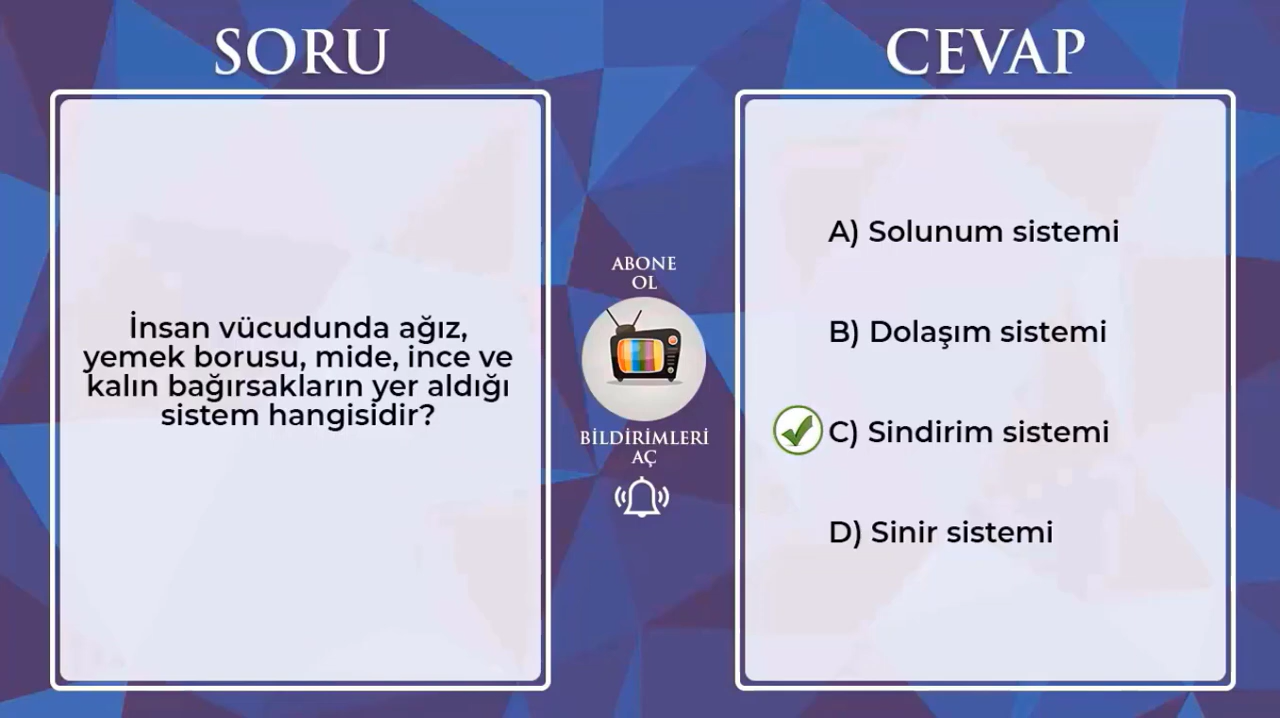 SORU
İnsan vücudunda ağız,
yemek borusu, mide, ince ve
kalın bağırsakların yer aldığı
sistem hangisidir?
ABONE
OL
BİLDİRİMLERİ
AÇ
CEVAP
A) Solunum sistemi
B) Dolaşım sistemi
C) Sindirim sistemi
D) Sinir sistemi